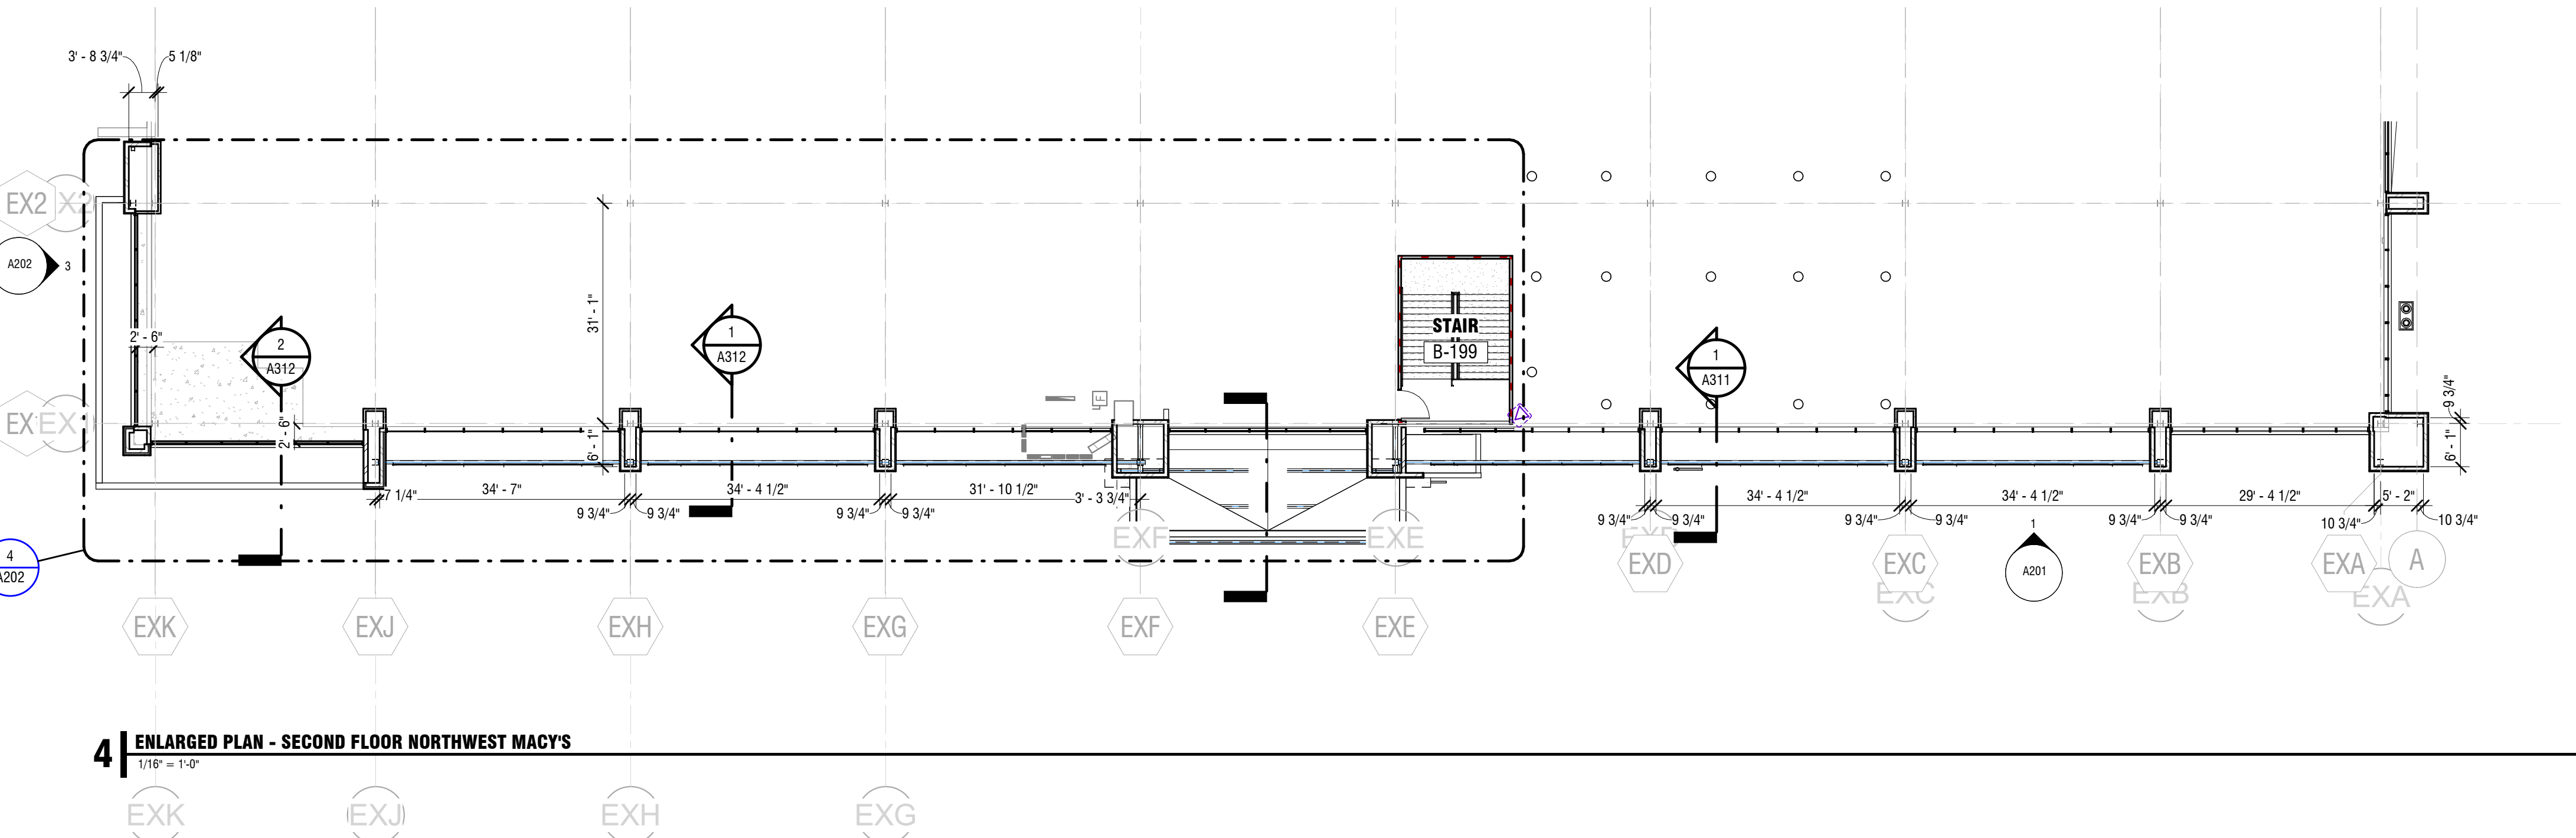 3' - 8 3/4"
5 1/8"
EX2
X2
A202
3
2' - 6"
2
A312
31' - 1"
1
A312
STAIR
B-199
1
A311
EX
EX
2' - 6"
6' - 1"
F
9 3/4"
6' - 1"
7 1/4"
34' - 7"
34' - 4 1/2"
31' - 10 1/2"
3' - 3 3/4"
34' - 4 1/2"
34' - 4 1/2"
29' - 4 1/2"
5' - 2"
9 3/4"
9 3/4"
9 3/4"
9 3/4"
9 3/4"
9 3/4"
9 3/4"
9 3/4"
9 3/4"
9 3/4"
10 3/4"
10 3/4"
EXF
EXE
4
A202
EXD
EXC
EXC
1
A201
EXB
EXB
EXA
EXA
A
EXK
EXJ
EXH
EXG
EXF
EXE
4
ENLARGED PLAN - SECOND FLOOR NORTHWEST MACY'S
1/16" = 1'-0"
EXK
EXJ
EXH
EXG